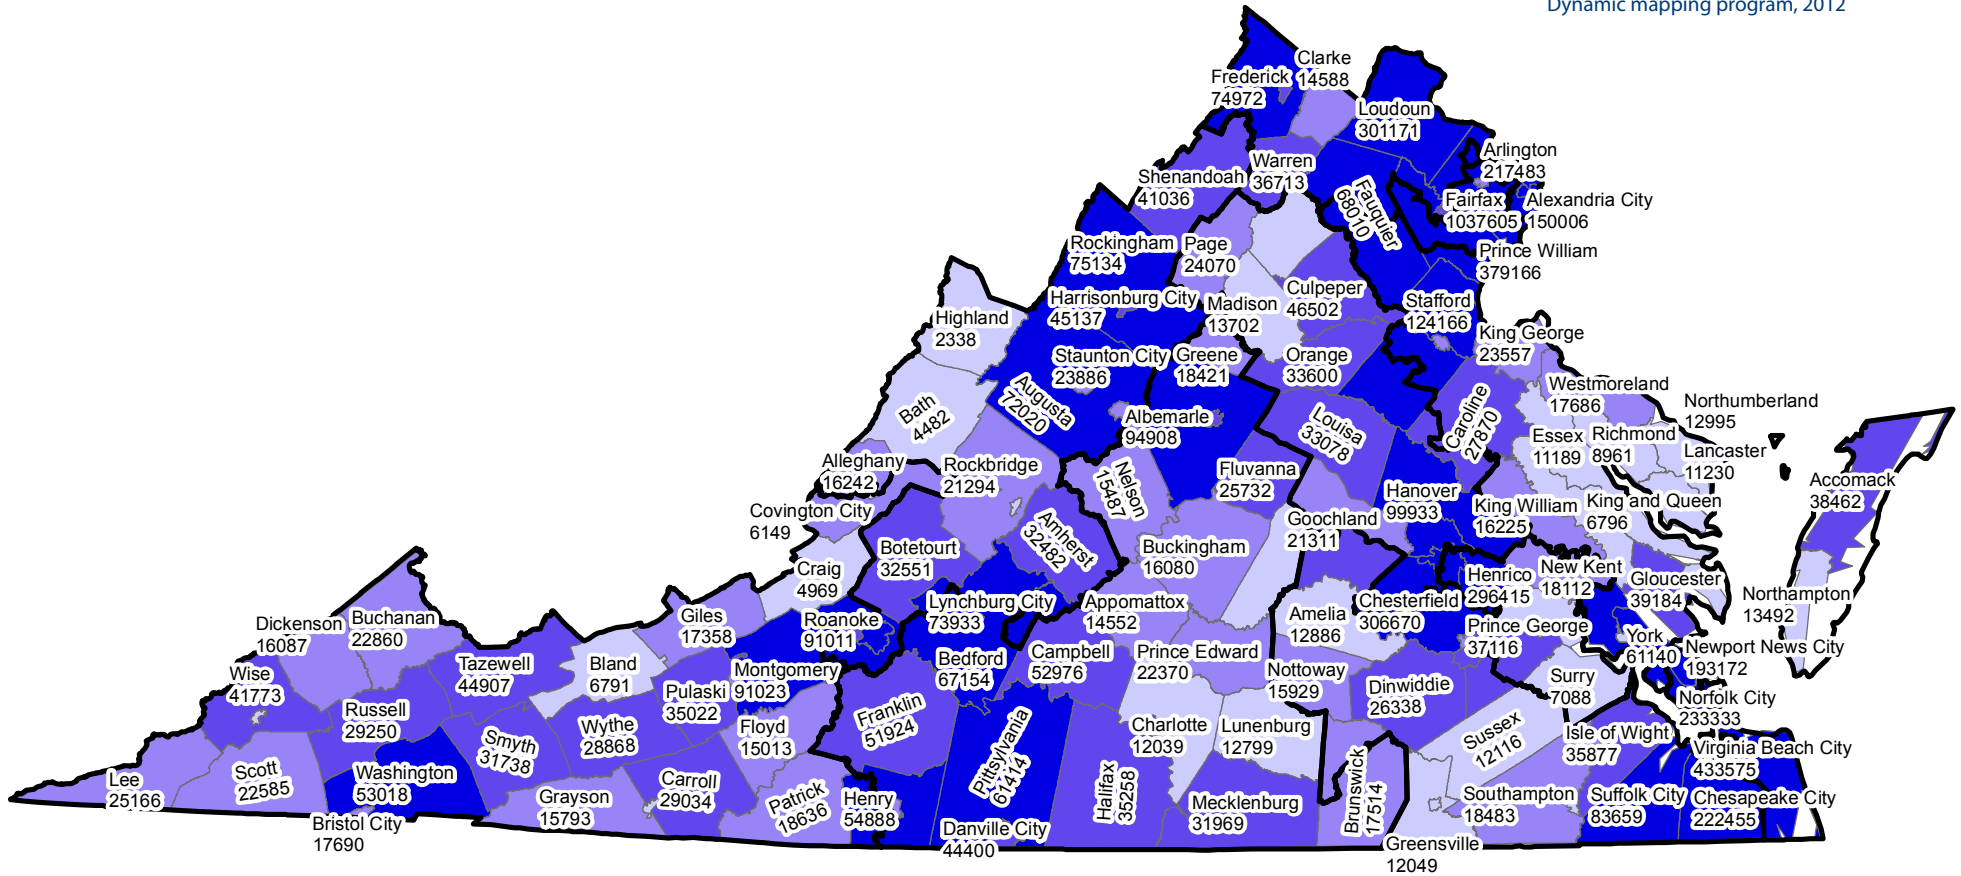 Dynamic mapping program, 2012
Clarke
14588
Frederick
74972
Loudoun
301171
Arlington
217483
Warren
36713
Shenandoah
41036
Fauquier
68010
Fairfax
1037605
Alexandria City
150006
Rockingham
75134
Page
24070
Prince William
379166
Harrisonburg City
45137
Madison
13702
Culpeper
46502
Stafford
124166
Highland
2338
King George
23557
Staunton City
23886
Greene
18421
Orange
33600
Augusta
72020
Bath
4482
Albemarle
94908
Louisa
33078
Caroline
27870
Westmoreland
17686
Northumberland
12995
Essex
11189
Richmond
8961
Lancaster
11230
Alleghany
16242
Rockbridge
21294
Nelson
15487
Fluvanna
25732
Hanover
99933
Accomack
38462
Covington City
6149
Goochland
21311
King William
16225
King and Queen
6796
Botetourt
32551
Amherst
32482
Buckingham
16080
Craig
4969
Henrico
296415
New Kent
18112
Gloucester
39184
Northampton
13492
Lynchburg City
73933
Appomattox
14552
Amelia
12886
Chesterfield
306670
Dickenson
16087
Buchanan
22860
Giles
17358
Roanoke
91011
Prince George
37116
York
61140
Newport News City
193172
Wise
41773
Tazewell
44907
Bland
6791
Montgomery
91023
Bedford
67154
Campbell
52976
Prince Edward
22370
Nottoway
15929
Dinwiddie
26338
Surry
7088
Norfolk City
233333
Pulaski
35022
Russell
29250
Smyth
31738
Wythe
28868
Floyd
15013
Franklin
51924
Pittsylvania
61414
Charlotte
12039
Lunenburg
12799
Sussex
12116
Isle of Wight
35877
Virginia Beach City
433575
Lee
25166
Scott
22585
Washington
53018
Grayson
15793
Carroll
29034
Patrick
18636
Henry
54888
Halifax
35258
Mecklenburg
31969
Brunswick
17514
Southampton
18483
Suffolk City
83659
Chesapeake City
222455
Bristol City
17690
Danville City
44400
Greensville
12049